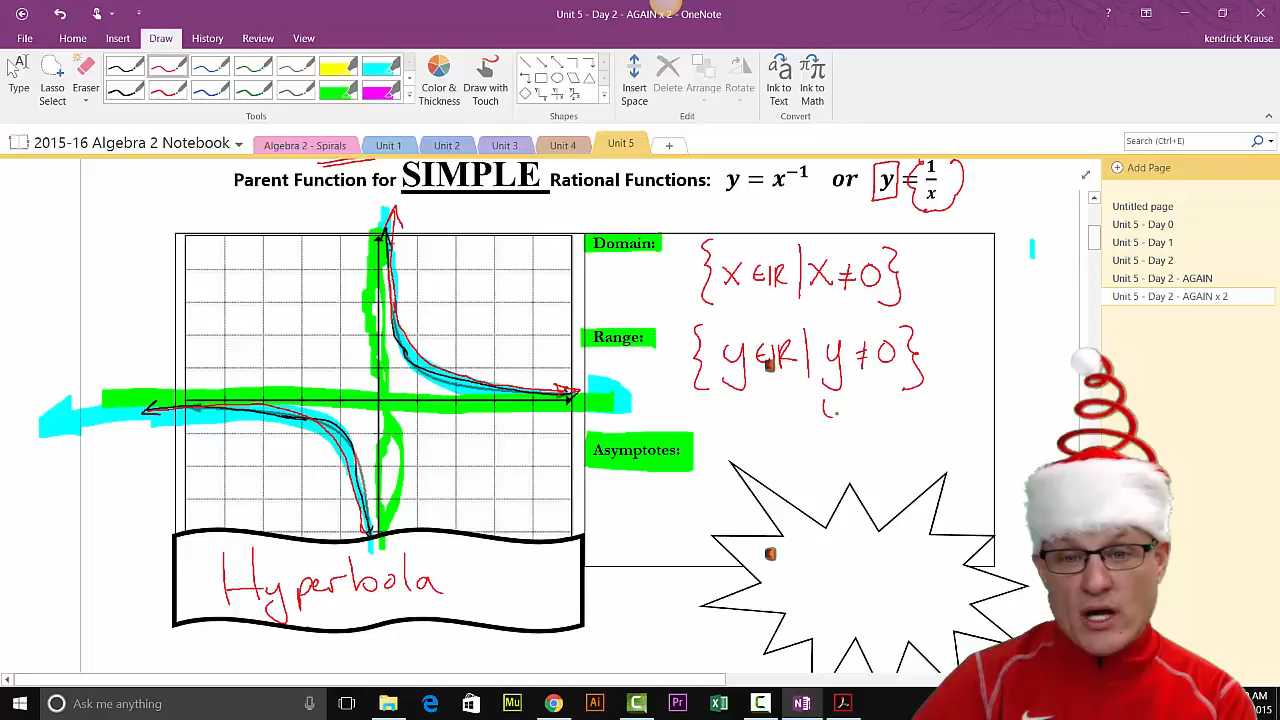 Unit 5 - Day 2 - AGAIN x 2 - OneNote
kendrick Krause
File Home Insert Draw History Review View
Type Lasso Select Eraser Color & Thickness Draw with Touch Insert Space Delete Arrange Rotate Ink to Text Ink to Math
Tools Shapes Edit Convert
2015-16 Algebra 2 Notebook Algebra 2 - Spirals Unit 1 Unit 2 Unit 3 Unit 4 Unit 5 + Search (Ctrl+E)
Add Page
Parent Function for SIMPLE Rational Functions: y = x⁻¹ or y = 1/x
Untitled page
Unit 5 - Day 0
Unit 5 - Day 1
Unit 5 - Day 2
Unit 5 - Day 2 - AGAIN
Unit 5 - Day 2 - AGAIN x 2
Domain: {x∈ℝ|x≠0}
Range: {y∈ℝ|y≠0}
Asymptotes:
Hyperbola
Ask me anything